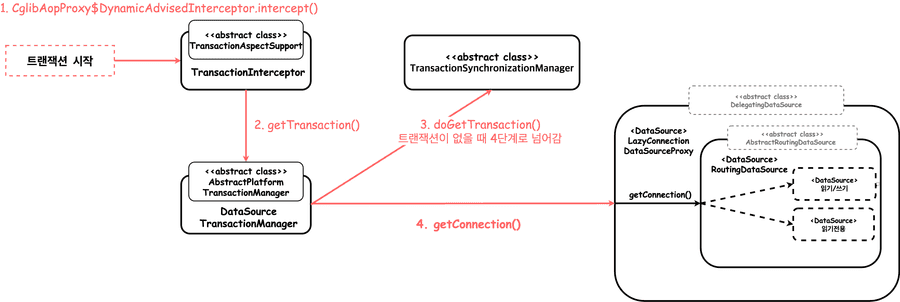 1. CglibAopProxy$DynamicAdvisedInterceptor.intercept()
트랜잭션 시작
<<abstract class>>
TransactionAspectSupport
TransactionInterceptor
<<abstract class>>
TransactionSynchronizationManager
2. getTransaction()
3. doGetTransaction()
트랜잭션이 없을 때 4단계로 넘어감
<<abstract class>>
AbstractPlatform
TransactionManager
DataSource
TransactionManager
4. getConnection()
<<abstract class>>
DelegatingDataSource
<DataSource>
LazyConnection
DataSourceProxy
<<abstract class>>
AbstractRoutingDataSource
<DataSource>
RoutingDataSource
getConnection()
<DataSource>
읽기/쓰기
<DataSource>
읽기전용